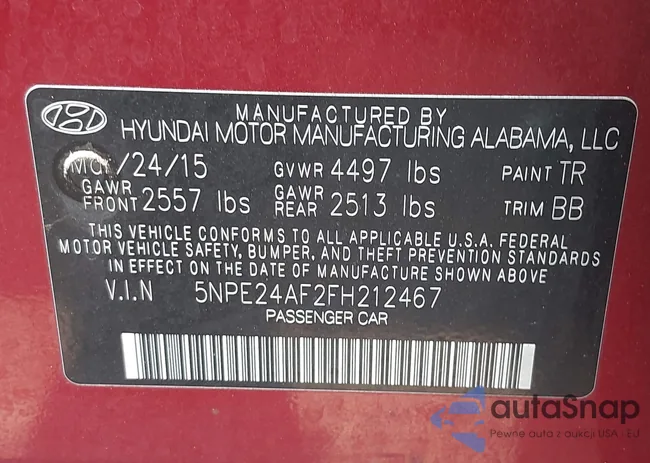 MANUFACTURED BY
HYUNDAI MOTOR MANUFACTURING ALABAMA, LLC
/24/15 GVWR 4497 lbs PAINT TR
GAWR FRONT 2557 lbs GAWR REAR 2513 lbs TRIM BB
THIS VEHICLE CONFORMS TO ALL APPLICABLE U.S.A. FEDERAL
MOTOR VEHICLE SAFETY, BUMPER, AND THEFT PREVENTION STANDARDS
IN EFFECT ON THE DATE OF MANUFACTURE SHOWN ABOVE
V.I.N 5NPE24AF2FH212467
PASSENGER CAR
autaSnap
Pewne auta z aukcji USA - EU